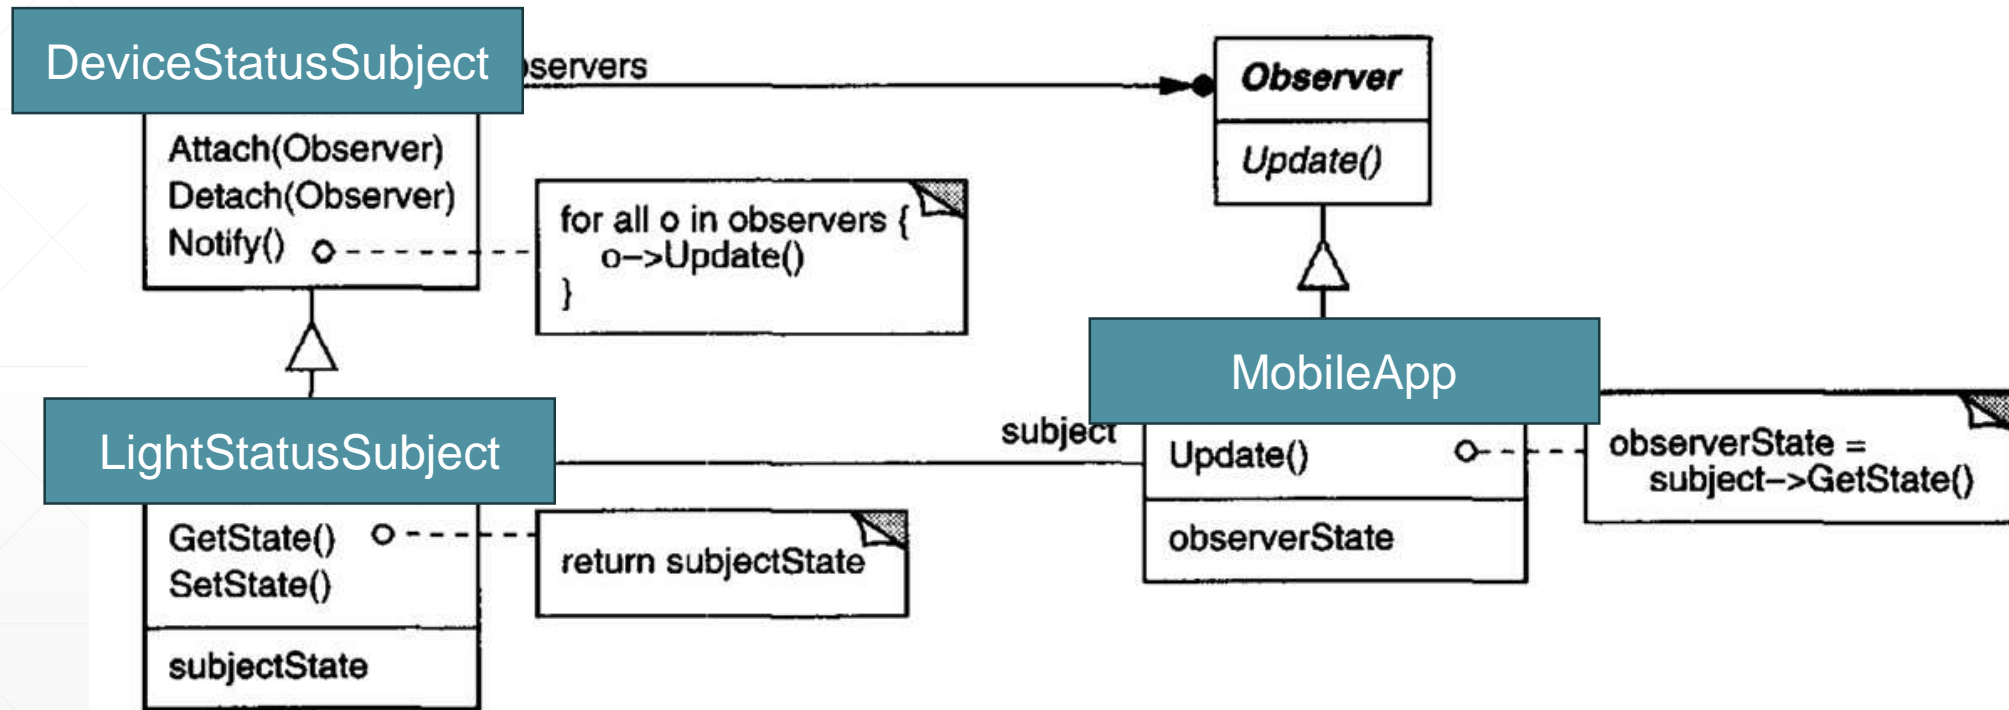 DeviceStatusSubject
servers
Observer
Update()
Attach(Observer)
Detach(Observer)
Notify()
for all o in observers {
o->Update()
}
MobileApp
LightStatusSubject
subject
Update()
observerState =
subject->GetState()
observerState
GetState()
SetState()
return subjectState
subjectState